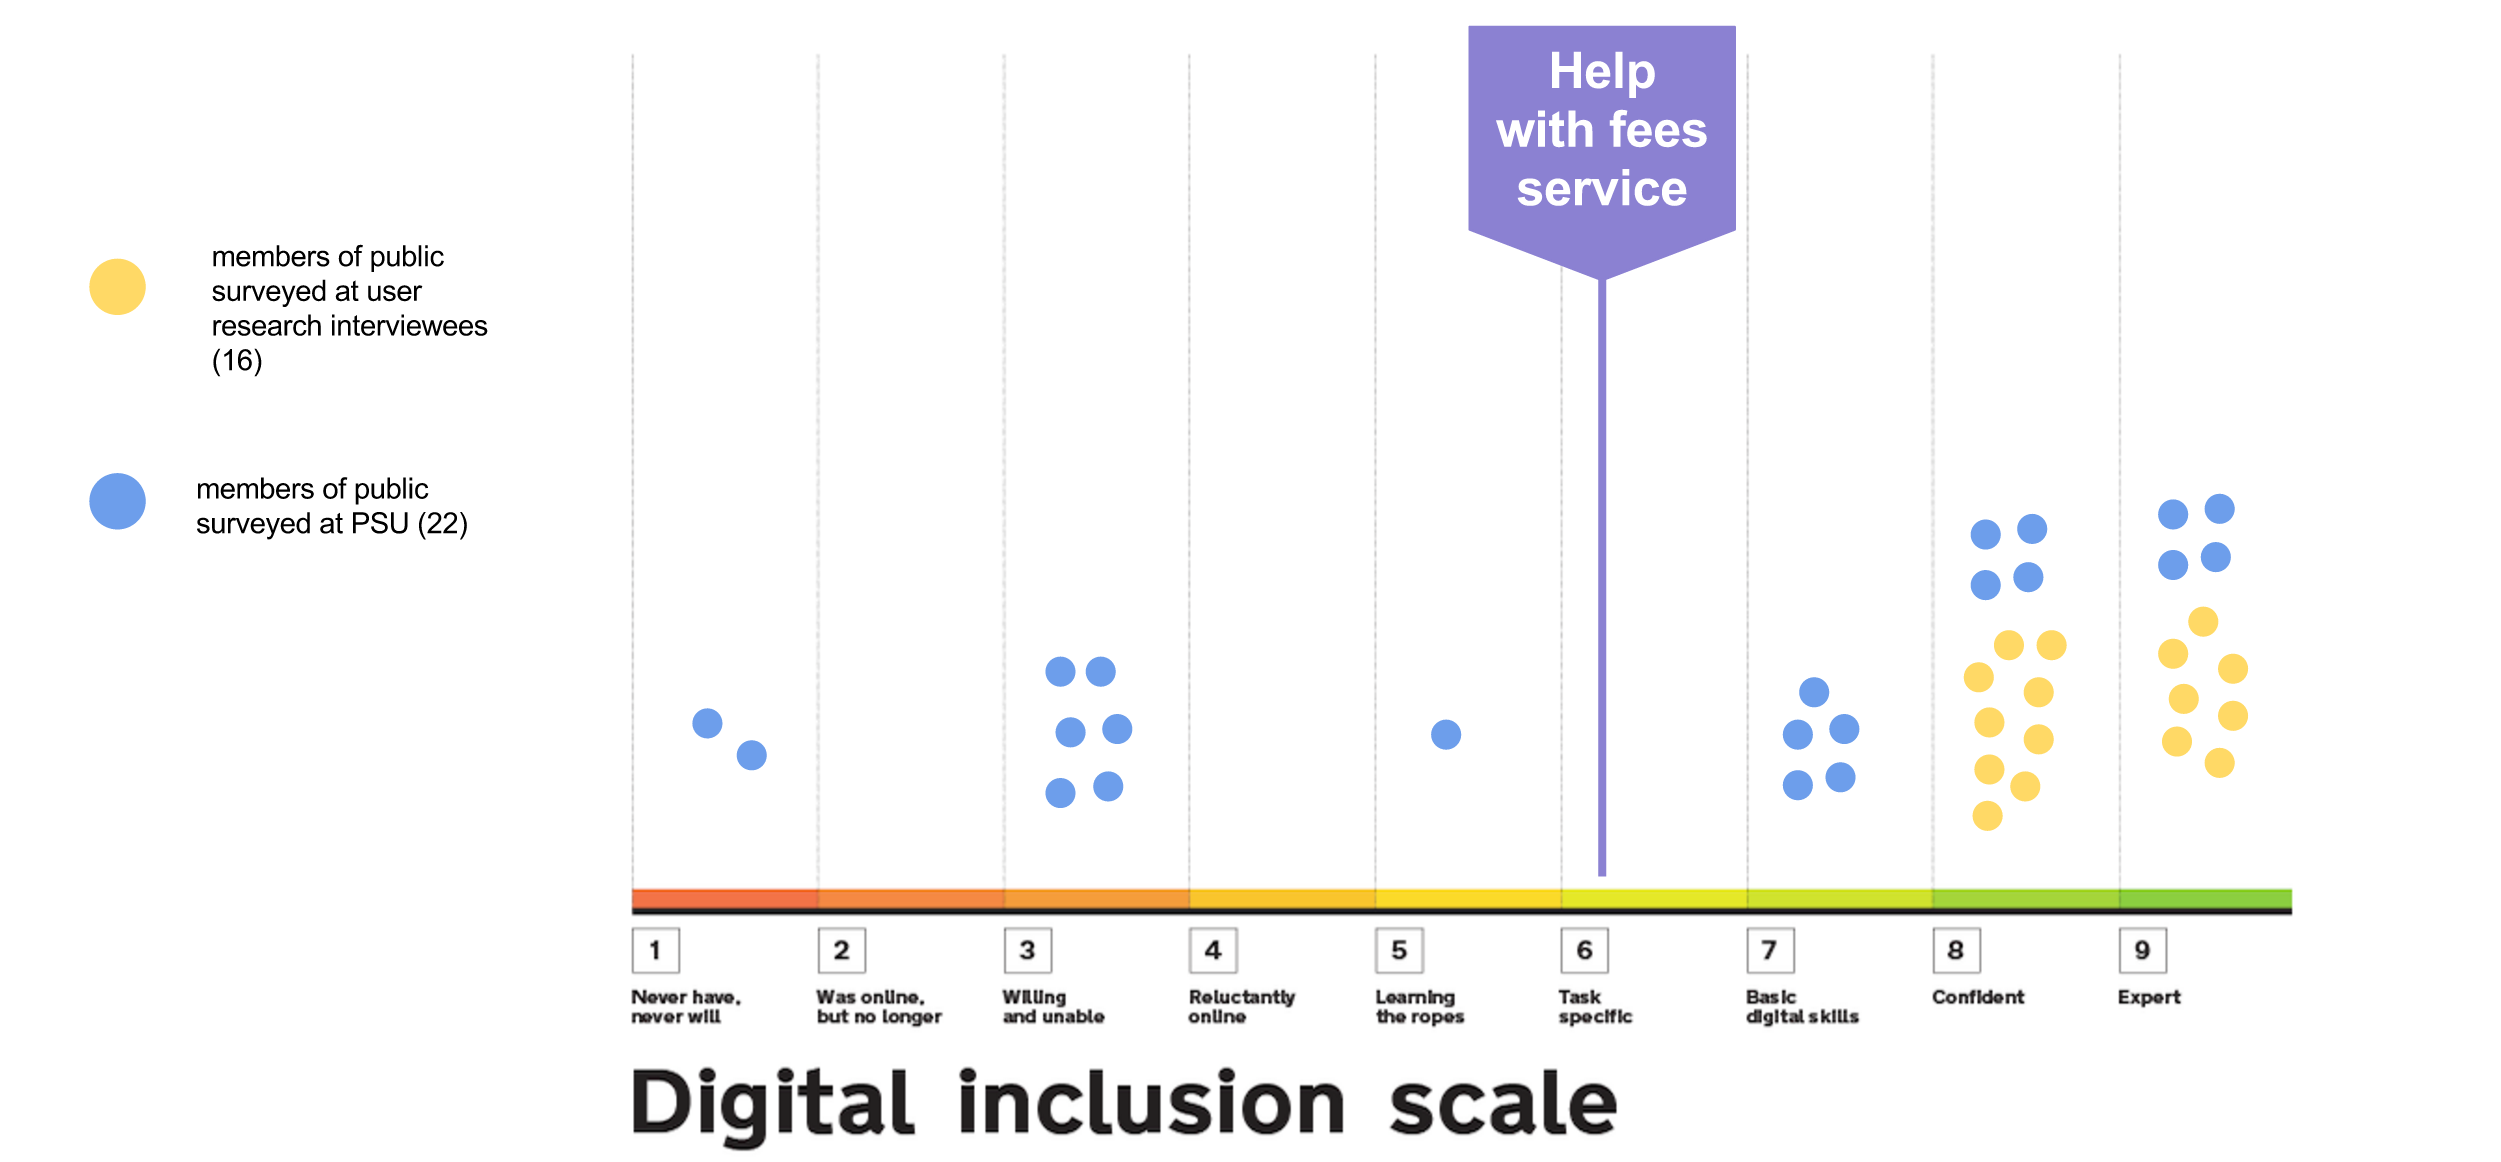 Help
with fees
service
members of public
surveyed at user
research interviewees
(16)
members of public
surveyed at PSU (22)
1
2
3
4
5
6
7
8
9
Never have,
never will
Was online,
but no longer
Willing
and unable
Reluctantly
online
Learning
the ropes
Task
specific
Basic
digital skills
Confident
Expert
Digital inclusion scale